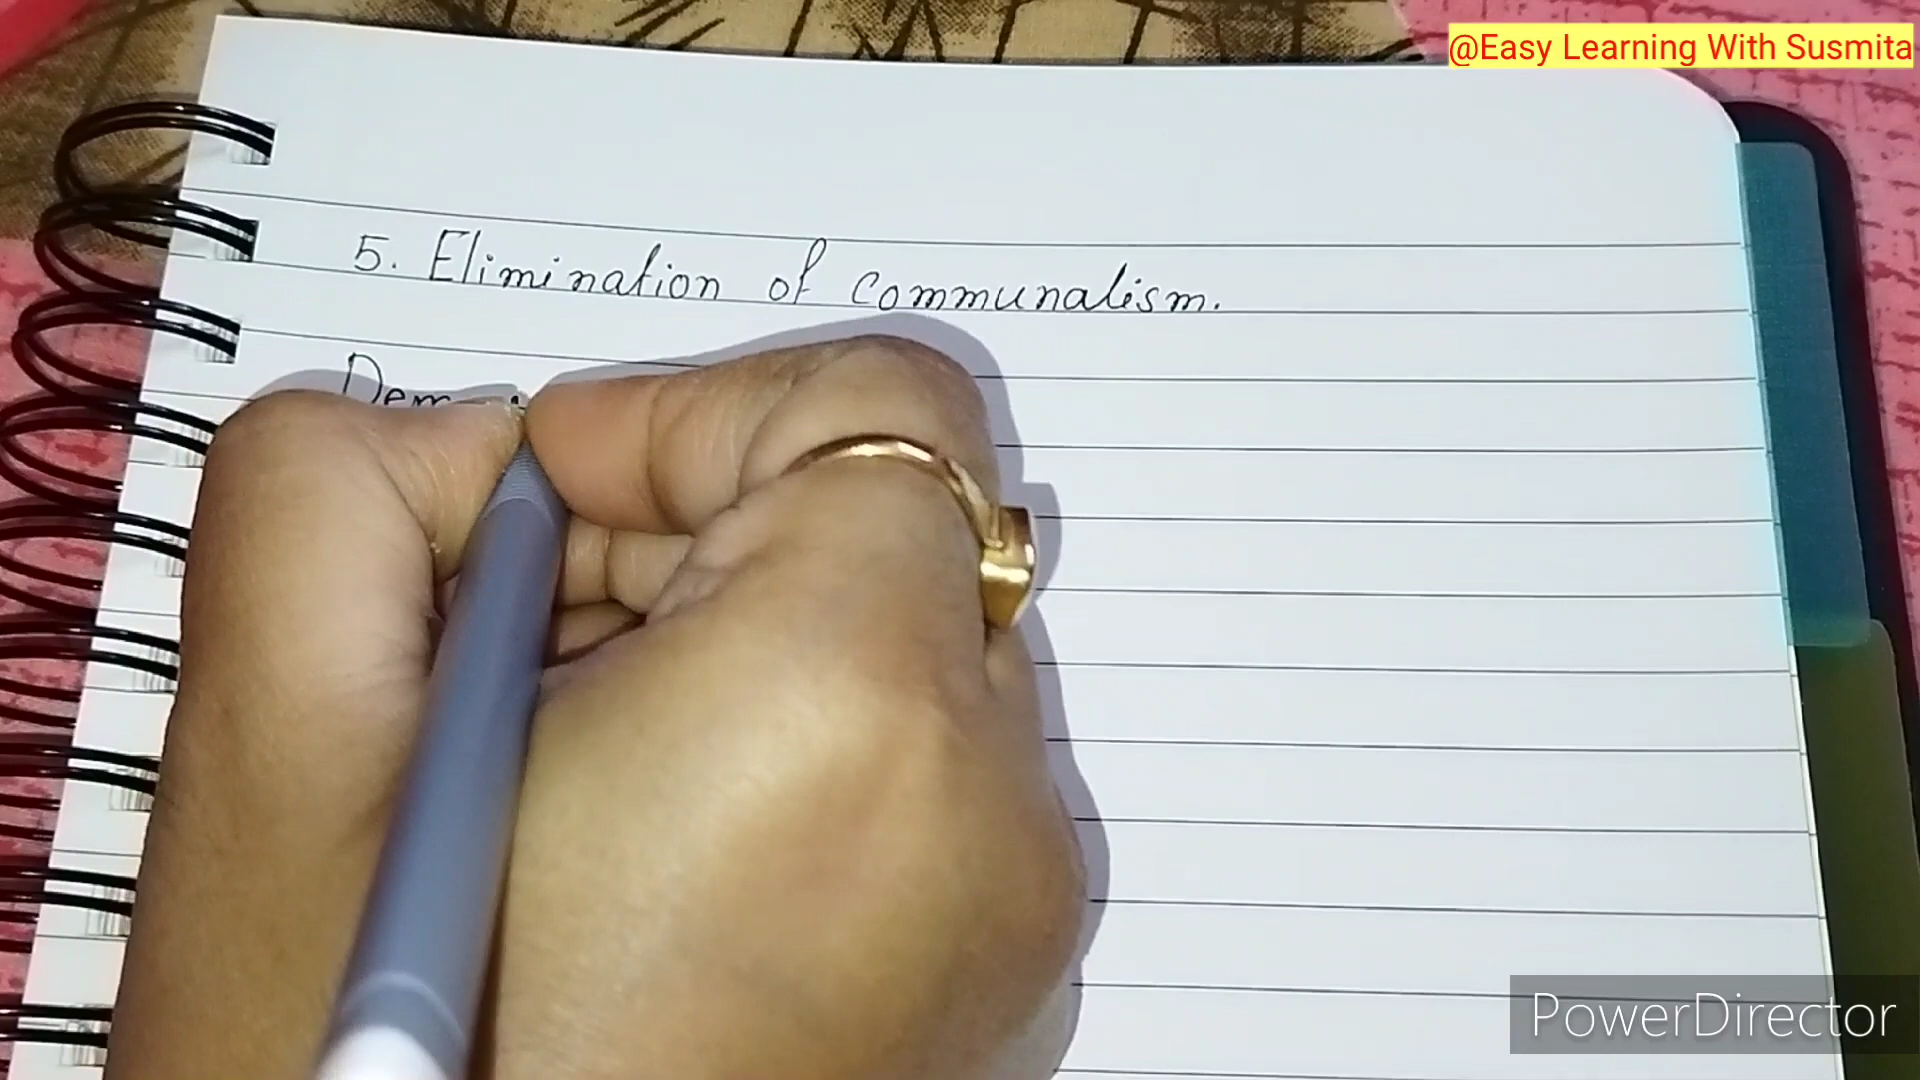 @Easy Learning With Susmita
5. Elimination of communalism.
PowerDirector